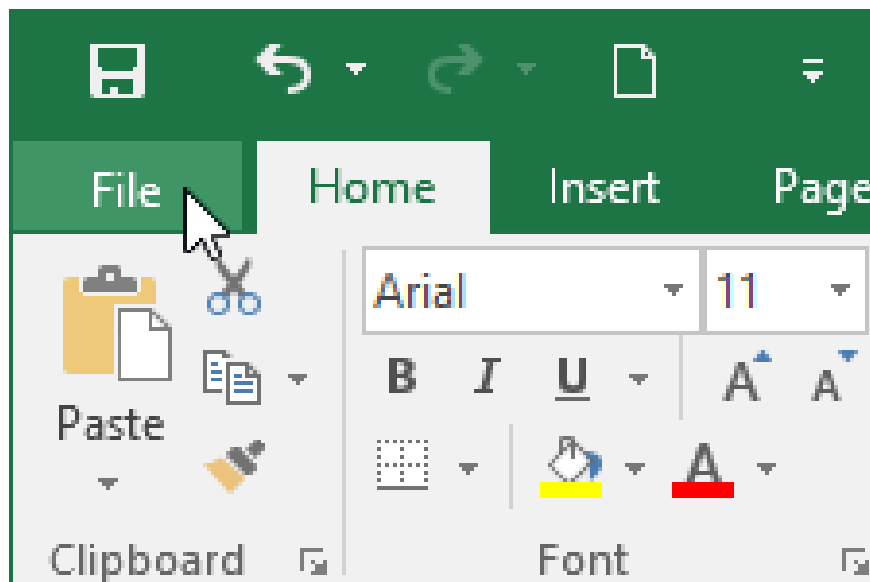 File Home Insert Page
Arial 11
B I U A A
Paste
A
Clipboard Font